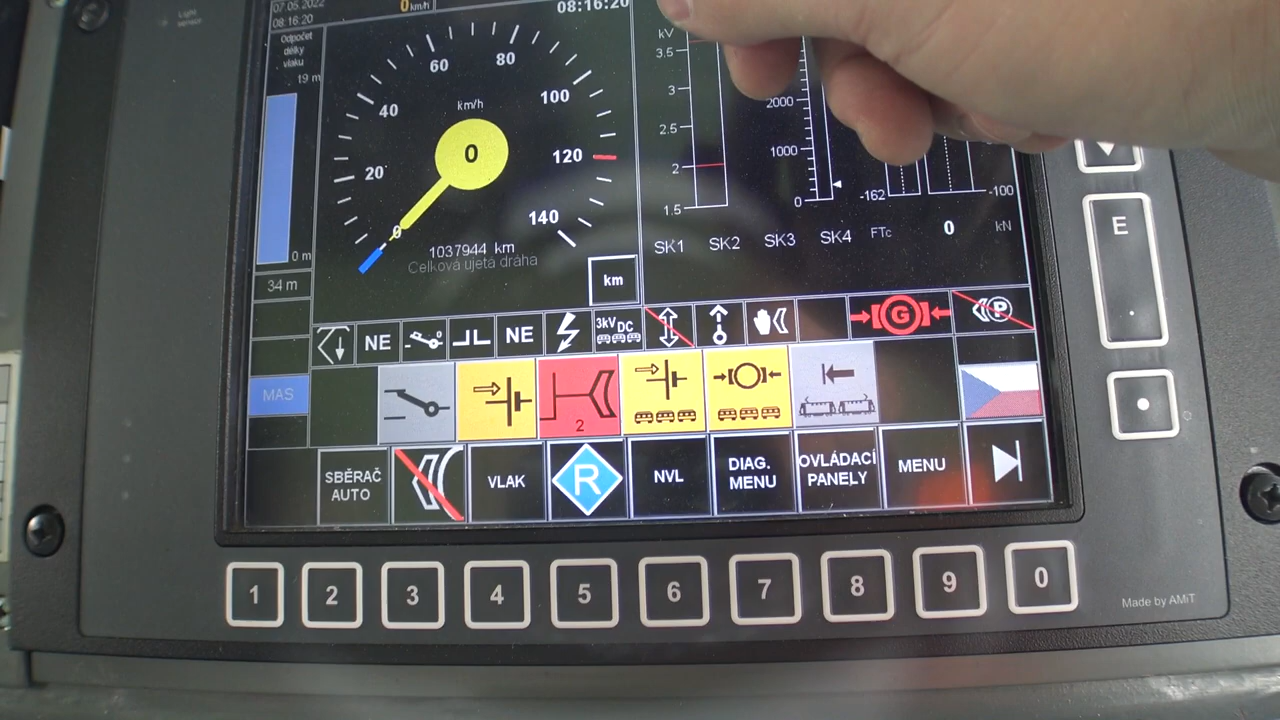 07.05.2022
08:16:20
0 km/h
08:16:20
Light
sensor
Odpočet
délky
vlaku
19 m
0 m
34 m
MAS
0
20
40
60
80
100
120
140
km/h
0
1037944 km
Celková ujetá dráha
km
kV
3.5
3
2.5
2
1.5
2000
1000
0
-162
-100
SK1
SK2
SK3
SK4
FTc
0
kN
NE
0
NE
3kV DC
G
P
2
SBĚRAČ
AUTO
VLAK
R
NVL
DIAG.
MENU
OVLÁDACÍ
PANELY
MENU
E
1
2
3
4
5
6
7
8
9
0
Made by AMiT